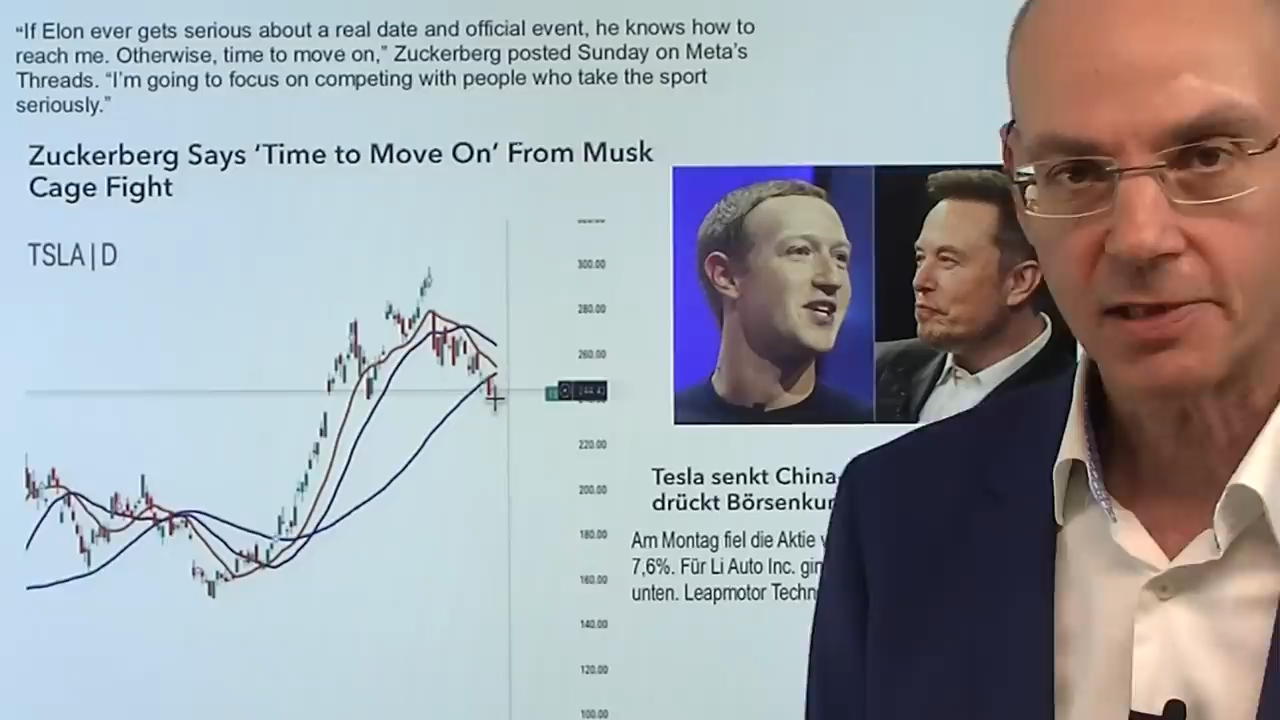 “If Elon ever gets serious about a real date and official event, he knows how to
reach me. Otherwise, time to move on,” Zuckerberg posted Sunday on Meta’s
Threads. “I’m going to focus on competing with people who take the sport
seriously.”
Zuckerberg Says ‘Time to Move On’ From Musk
Cage Fight
TSLA|D
300.00
280.00
260.00
220.00
200.00
180.00
160.00
140.00
120.00
100.00
Tesla senkt China-
drückt Börsenkur
Am Montag fiel die Aktie v
7,6%. Für Li Auto Inc. gin
unten. Leapmotor Techn